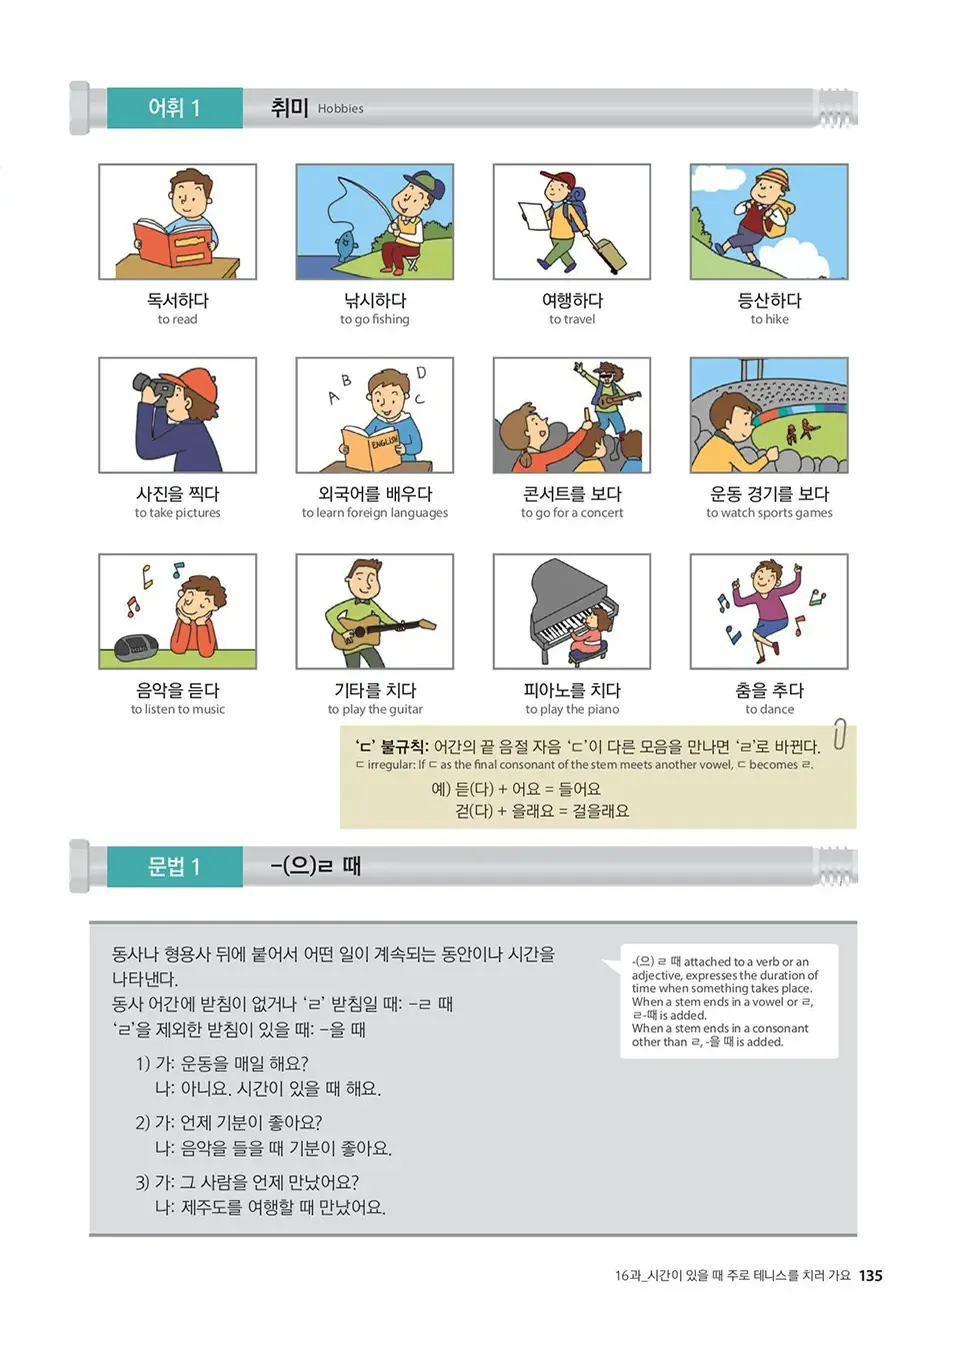 어휘 1
취미 Hobbies
독서하다
to read
낚시하다
to go fishing
여행하다
to travel
등산하다
to hike
사진을 찍다
to take pictures
A B C D
ENGLISH
외국어를 배우다
to learn foreign languages
콘서트를 보다
to go for a concert
운동 경기를 보다
to watch sports games
음악을 듣다
to listen to music
기타를 치다
to play the guitar
피아노를 치다
to play the piano
춤을 추다
to dance
‘ㄷ’ 불규칙: 어간의 끝 음절 자음 ‘ㄷ’이 다른 모음을 만나면 ‘ㄹ’로 바뀐다.
ㄷ irregular: If ㄷ as the final consonant of the stem meets another vowel, ㄷ becomes ㄹ.
예) 듣(다) + 어요 = 들어요
걷(다) + 을래요 = 걸을래요
문법 1
-(으)ㄹ 때
동사나 형용사 뒤에 붙어서 어떤 일이 계속되는 동안이나 시간을
나타낸다.
동사 어간에 받침이 없거나 ‘ㄹ’ 받침일 때: -ㄹ 때
‘ㄹ’을 제외한 받침이 있을 때: -을 때
-(으) ㄹ 때 attached to a verb or an
adjective, expresses the duration of
time when something takes place.
When a stem ends in a vowel or ㄹ,
ㄹ-때 is added.
When a stem ends in a consonant
other than ㄹ, -을 때 is added.
1) 가: 운동을 매일 해요?
나: 아니요. 시간이 있을 때 해요.
2) 가: 언제 기분이 좋아요?
나: 음악을 들을 때 기분이 좋아요.
3) 가: 그 사람을 언제 만났어요?
나: 제주도를 여행할 때 만났어요.
16과_시간이 있을 때 주로 테니스를 치러 가요 135